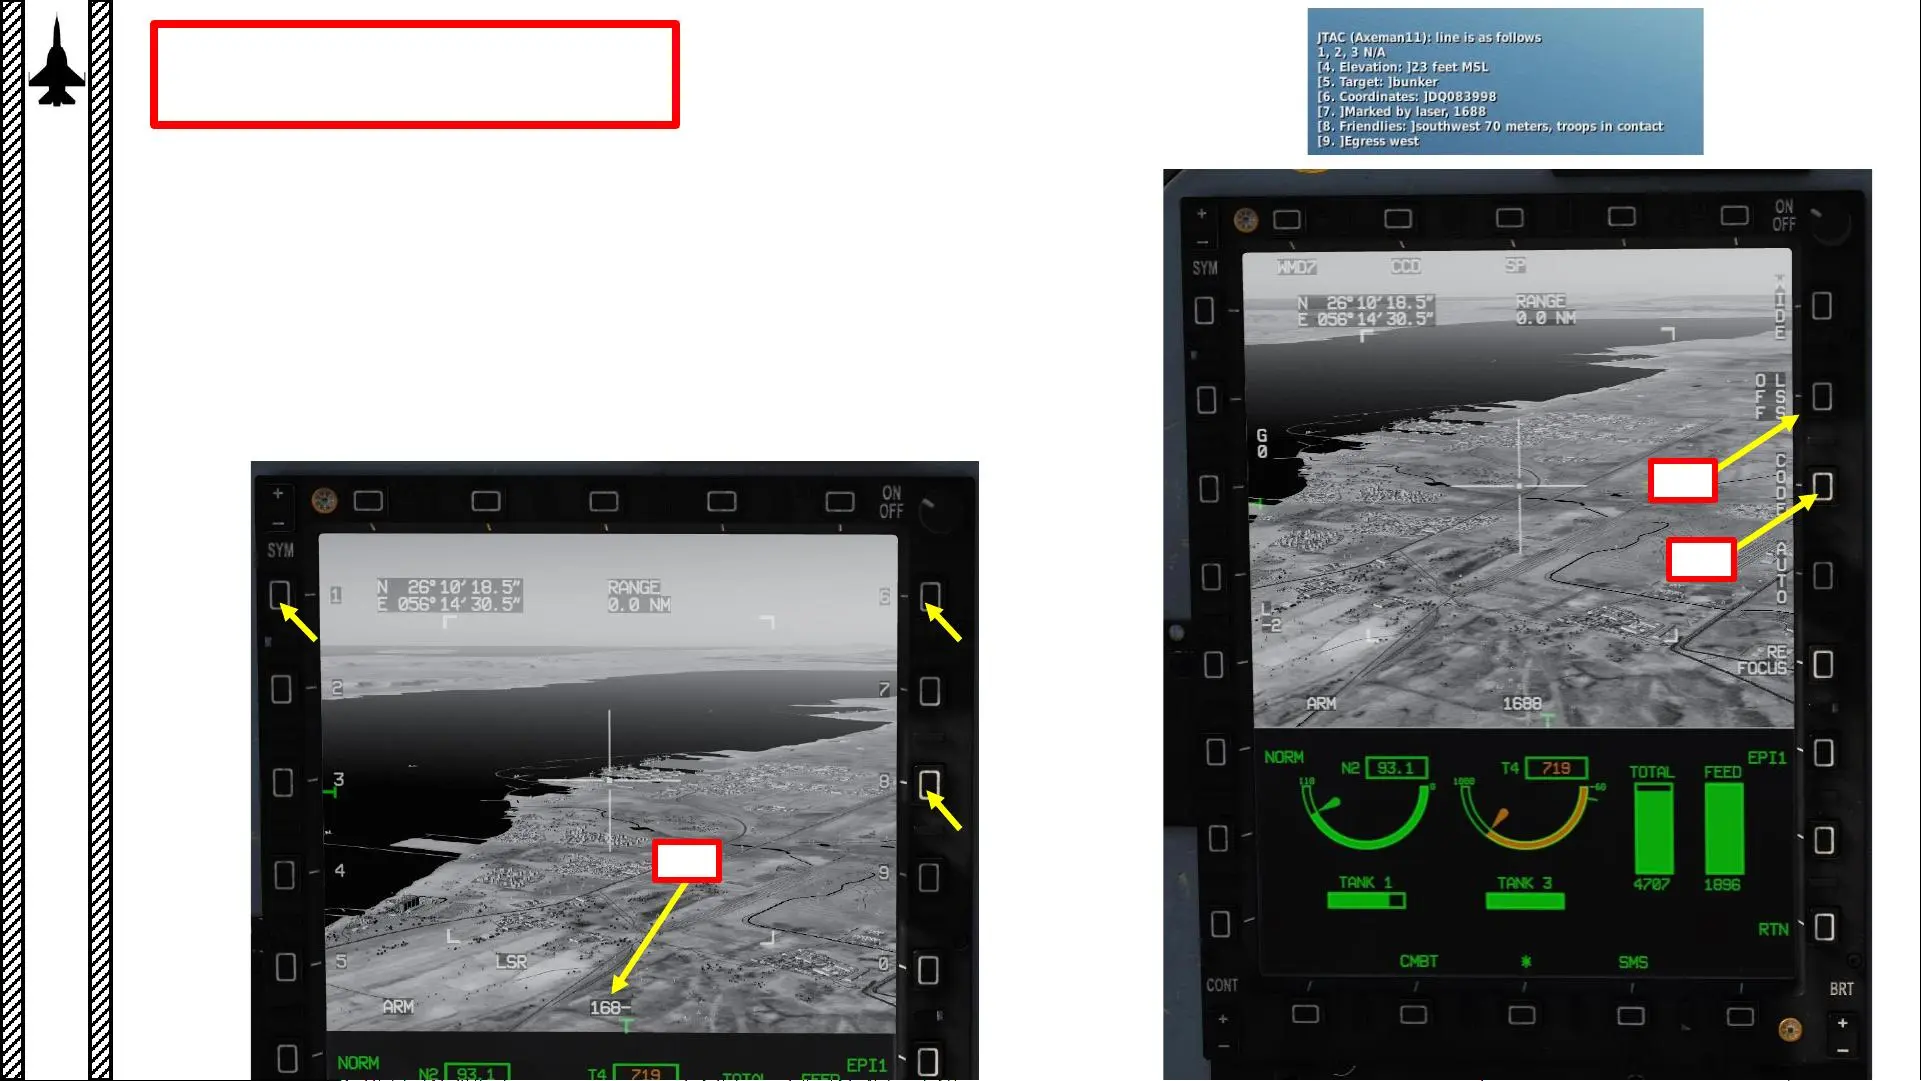 JTAC (Axeman11): line is as follows
1, 2, 3 N/A
[4. Elevation: ]23 feet MSL
[5. Target: ]bunker
[6. Coordinates: ]DQ083998
[7. ]Marked by laser, 1688
[8. Friendlies: ]southwest 70 meters, troops in contact
[9. ]Egress west
+
−
SYM
ON
OFF
WMD7 CCD SP
N 26°10′18.5″
E 056°14′30.5″
RANGE
0.0 NM
WIDE
LSS
OFF
CODE
AUTO
G
0
L
-2
RE
FOCUS
ARM
1688
NORM
N2 93.1
110
0
T4 719
1000
-60
TOTAL
FEED
EPI1
4707
1896
TANK 1
TANK 3
RTN
CMBT
*
SMS
CONT
BRT
+
−
+
−
+
−
SYM
ON
OFF
N 26°10′18.5″
E 056°14′30.5″
RANGE
0.0 NM
1
2
3
4
5
6
7
8
9
0
LSR
ARM
168-
T
NORM
N2 93.1
T4 719
TOTAL
FEED
EPI1